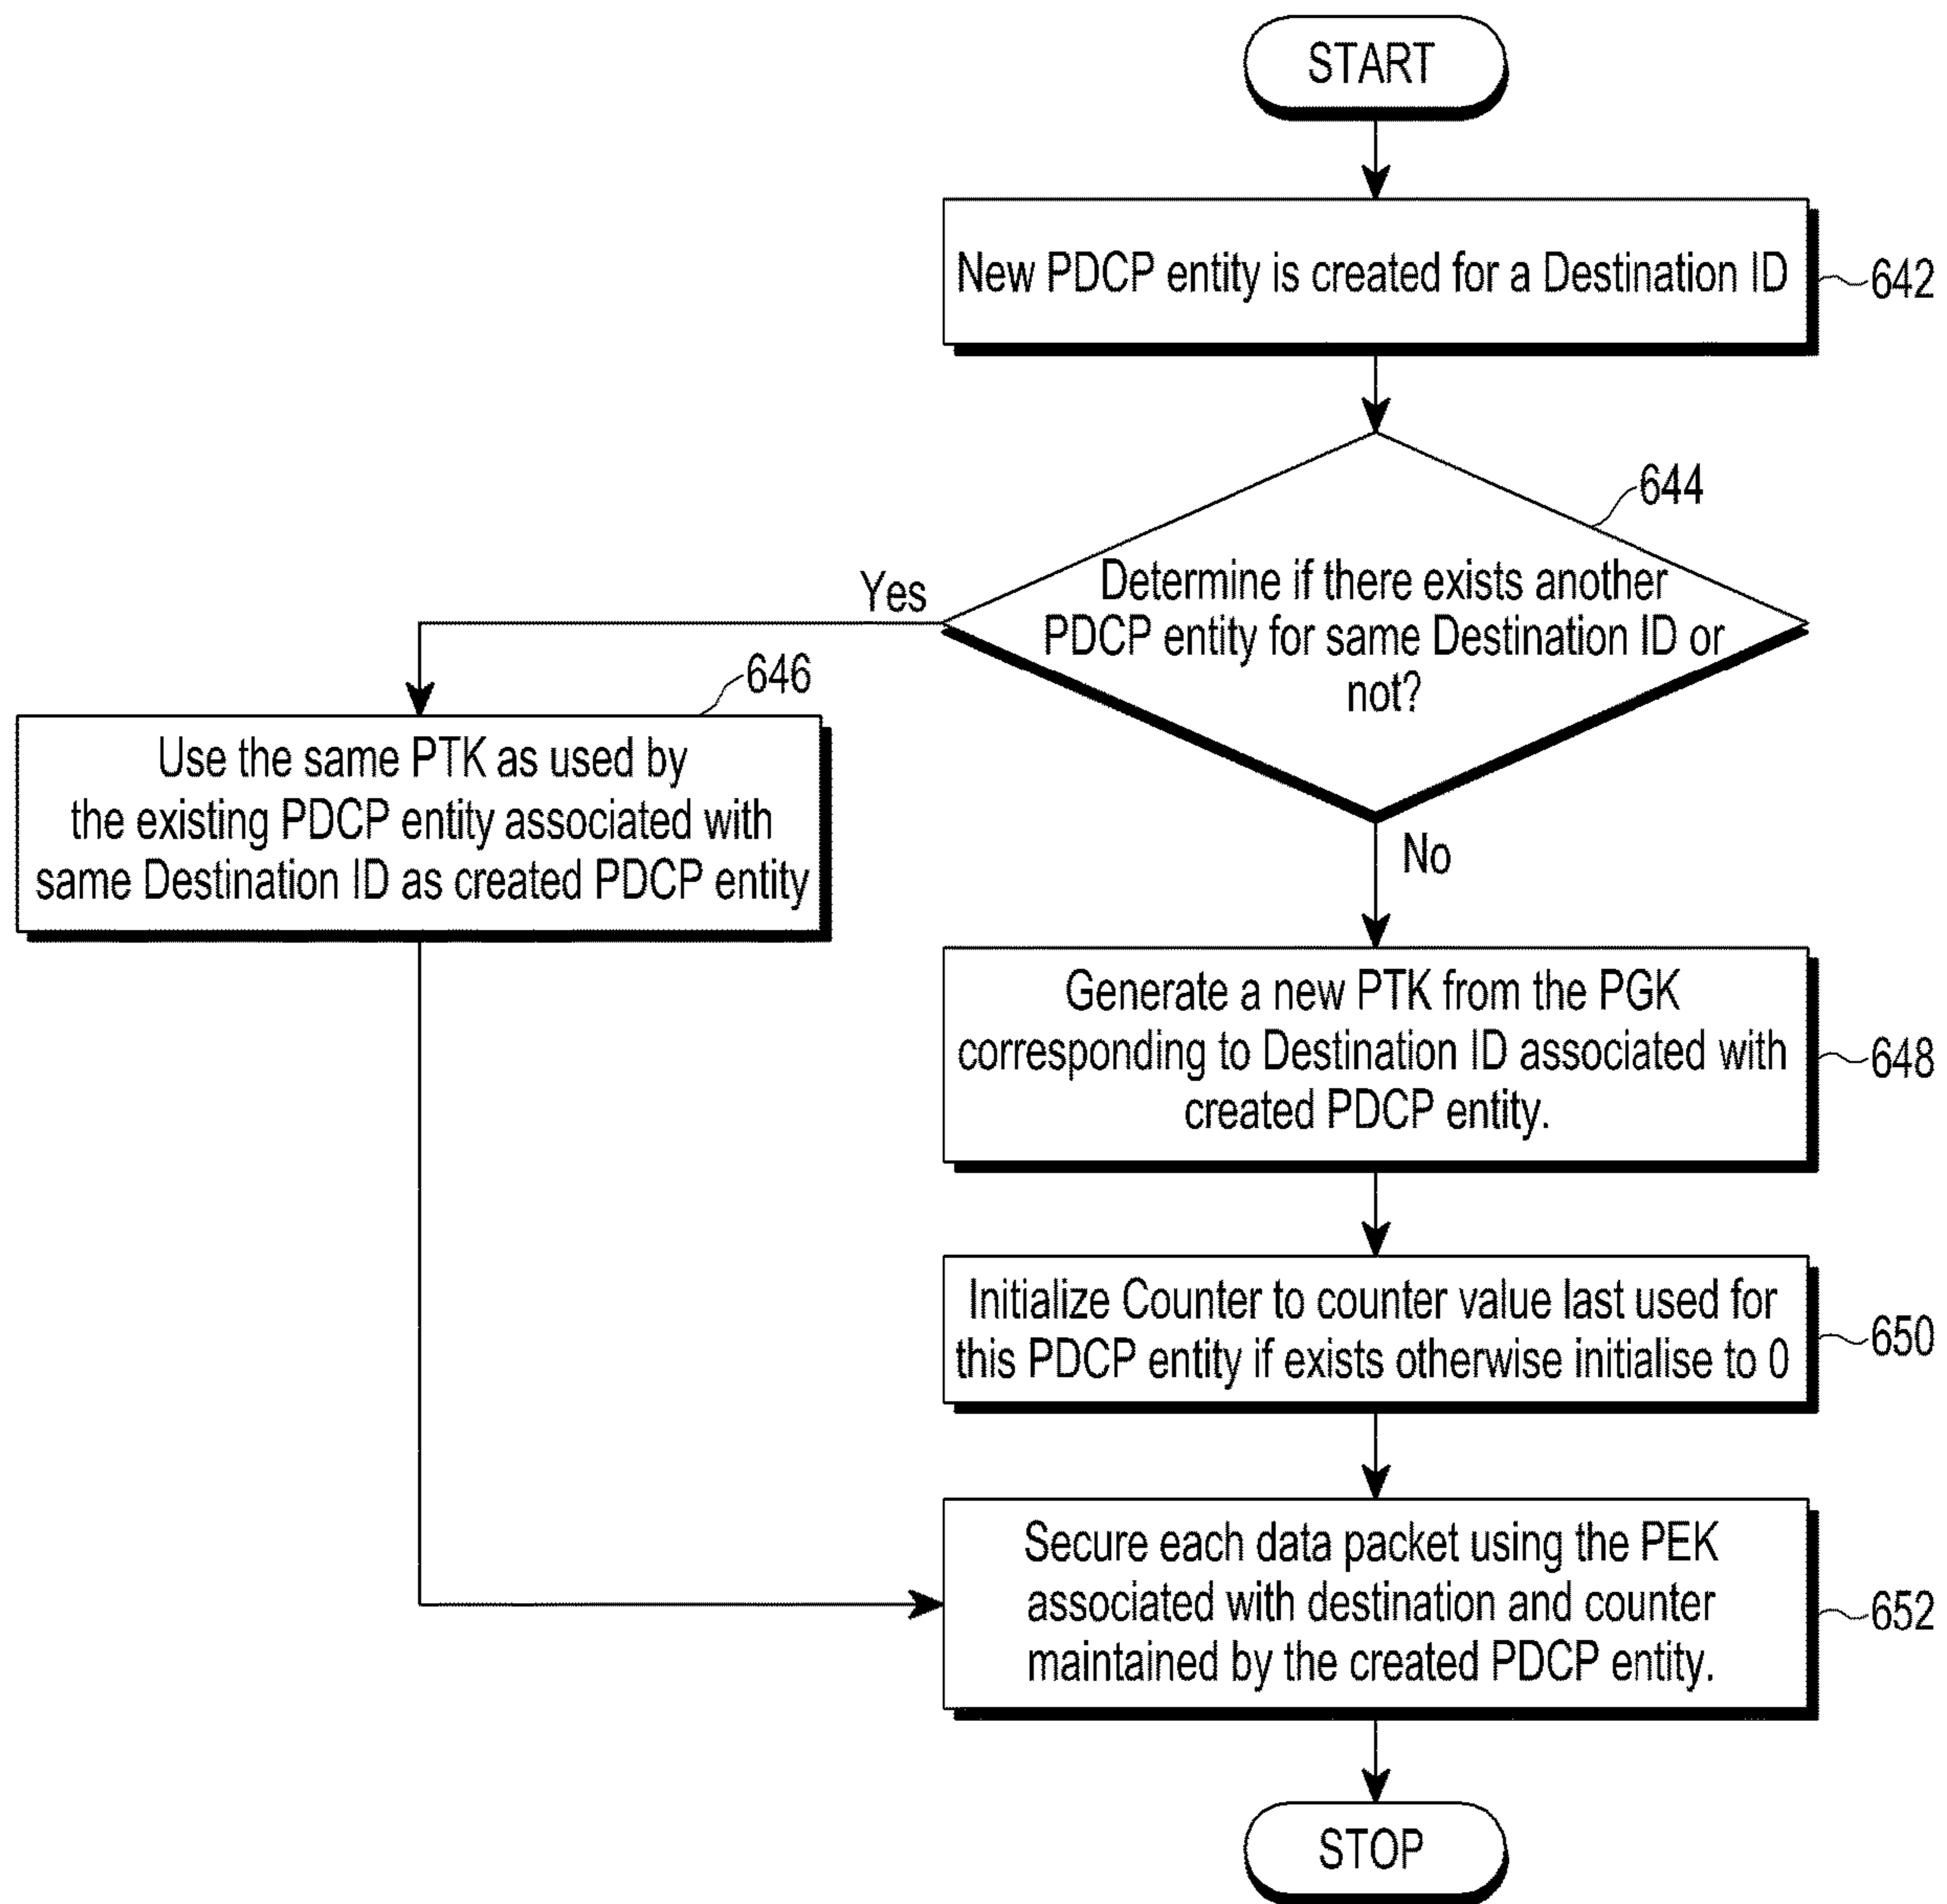 START
New PDCP entity is created for a Destination ID
642
644
Determine if there exists another
PDCP entity for same Destination ID or
not?
Yes
646
Use the same PTK as used by
the existing PDCP entity associated with
same Destination ID as created PDCP entity
No
Generate a new PTK from the PGK
corresponding to Destination ID associated with
created PDCP entity.
648
Initialize Counter to counter value last used for
this PDCP entity if exists otherwise initialise to 0
650
Secure each data packet using the PEK
associated with destination and counter
maintained by the created PDCP entity.
652
STOP